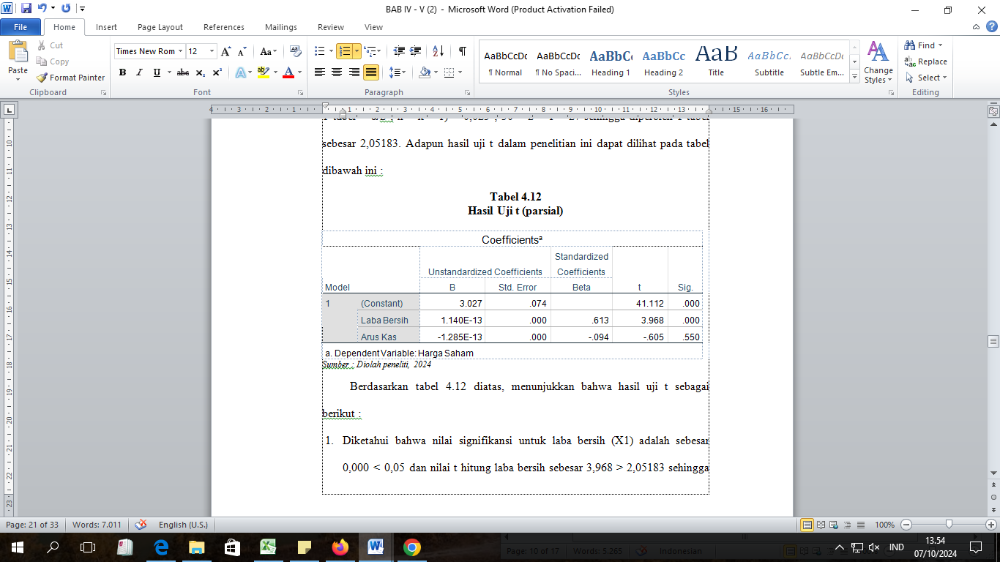 BAB IV - V (2) - Microsoft Word (Product Activation Failed)
File Home Insert Page Layout References Mailings Review View
Paste
Cut
Copy
Format Painter
Clipboard
Times New Rom 12
Font
Paragraph
AaBbCcDc AaBbCcDc AaBbC AaBbCc AaB AaBbCc. AaBbCcDc
¶ Normal ¶ No Spaci... Heading 1 Heading 2 Title Subtitle Subtle Em...
Change
Styles
Styles
Find
Replace
Select
Editing
sebesar 2,05183. Adapun hasil uji t dalam penelitian ini dapat dilihat pada tabel
dibawah ini :
Tabel 4.12
Hasil Uji t (parsial)
Coefficientsa
Model Unstandardized Coefficients Standardized Coefficients t Sig.
B Std. Error Beta
1 (Constant) 3.027 .074 41.112 .000
Laba Bersih 1.140E-13 .000 .613 3.968 .000
Arus Kas -1.285E-13 .000 -.094 -.605 .550
a. Dependent Variable: Harga Saham
Sumber : Diolah peneliti, 2024
Berdasarkan tabel 4.12 diatas, menunjukkan bahwa hasil uji t sebagai
berikut :
1. Diketahui bahwa nilai signifikansi untuk laba bersih (X1) adalah sebesar
0,000 < 0,05 dan nilai t hitung laba bersih sebesar 3,968 > 2,05183 sehingga
Page: 21 of 33 Words: 7.011 English (U.S.) 100%
Page: 10 of 17 Words: 5.265 Indonesian
IND
13.54
07/10/2024